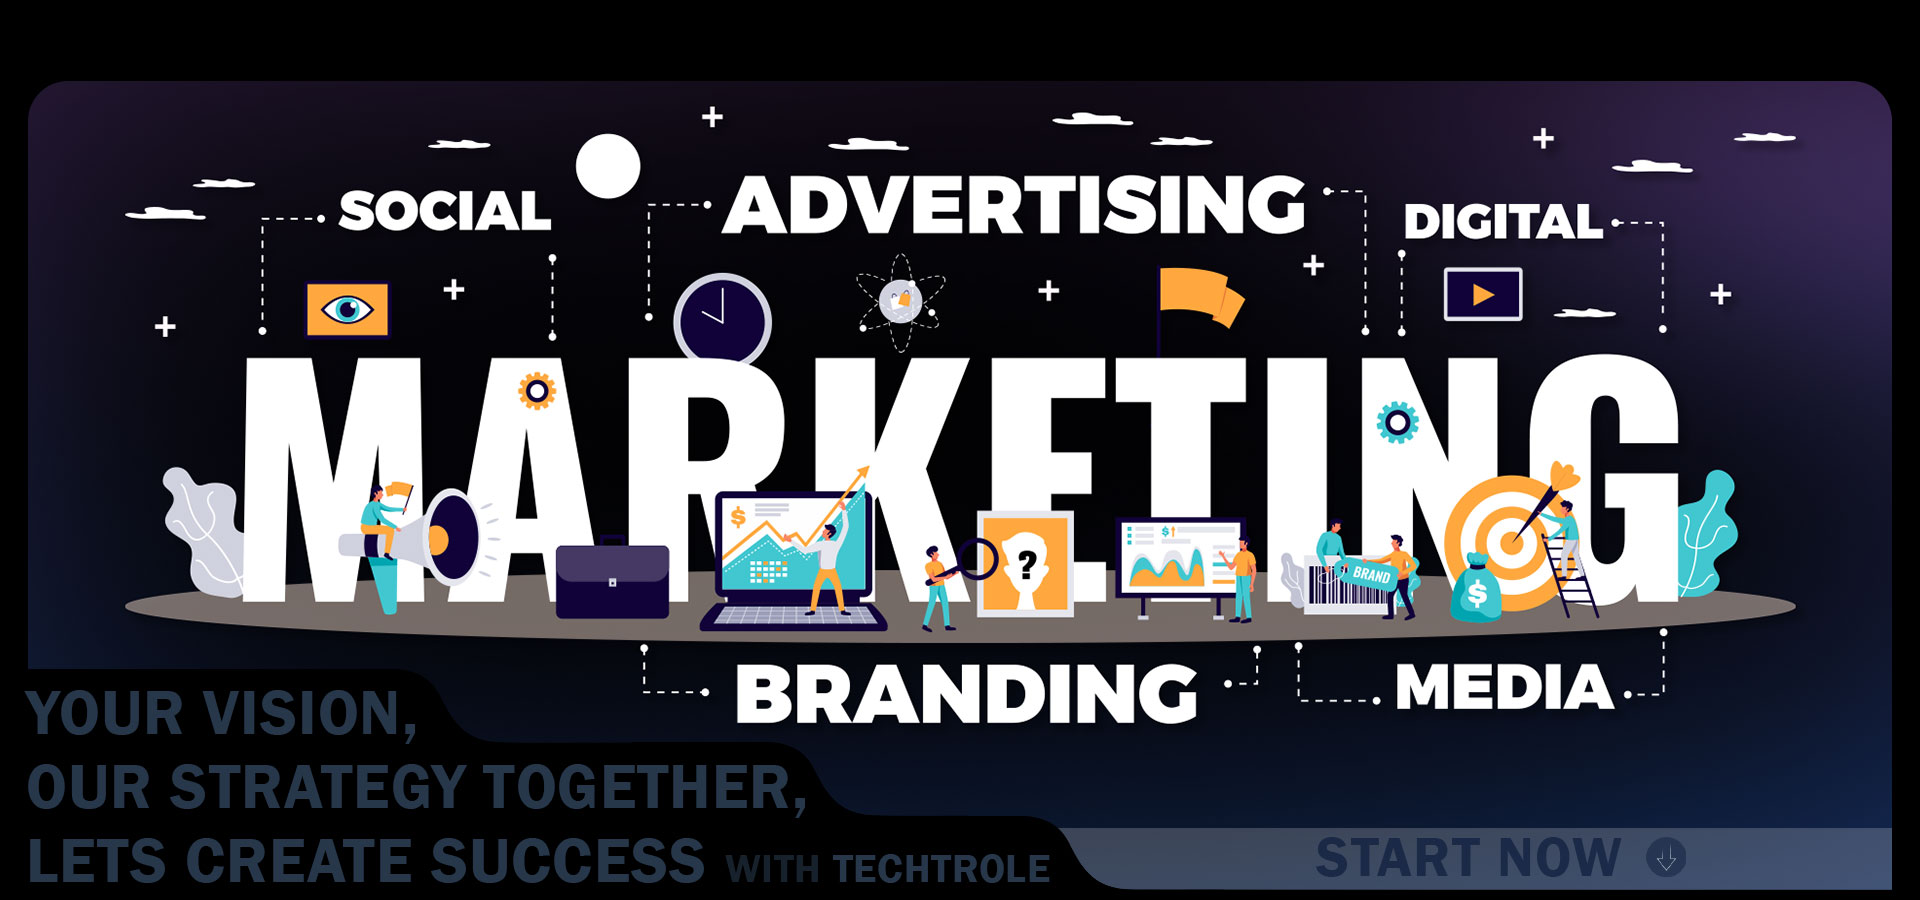 SOCIAL
ADVERTISING
DIGITAL
MARKETING
$
?
$
BRAND
$
BRANDING
MEDIA
YOUR VISION,
OUR STRATEGY TOGETHER,
LETS CREATE SUCCESS WITH TECHTROLE
START NOW